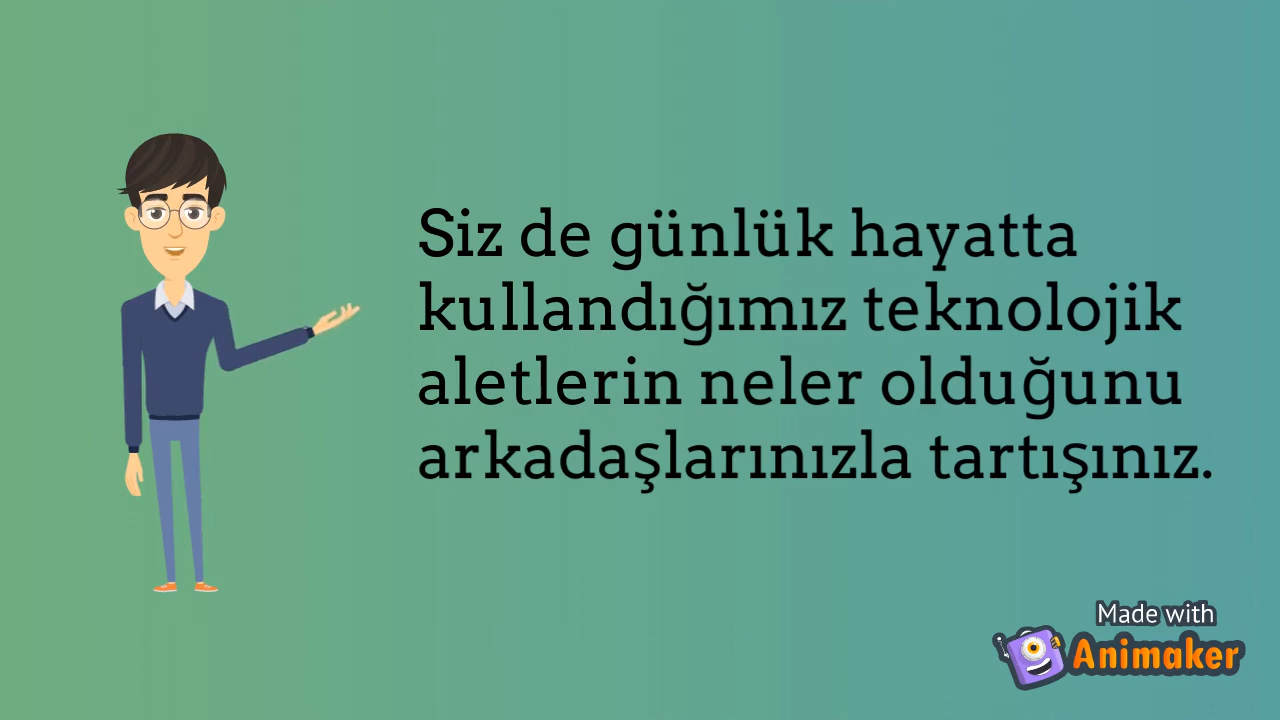 Siz de günlük hayatta
kullandığımız teknolojik
aletlerin neler olduğunu
arkadaşlarınızla tartışınız.
Made with
Animaker